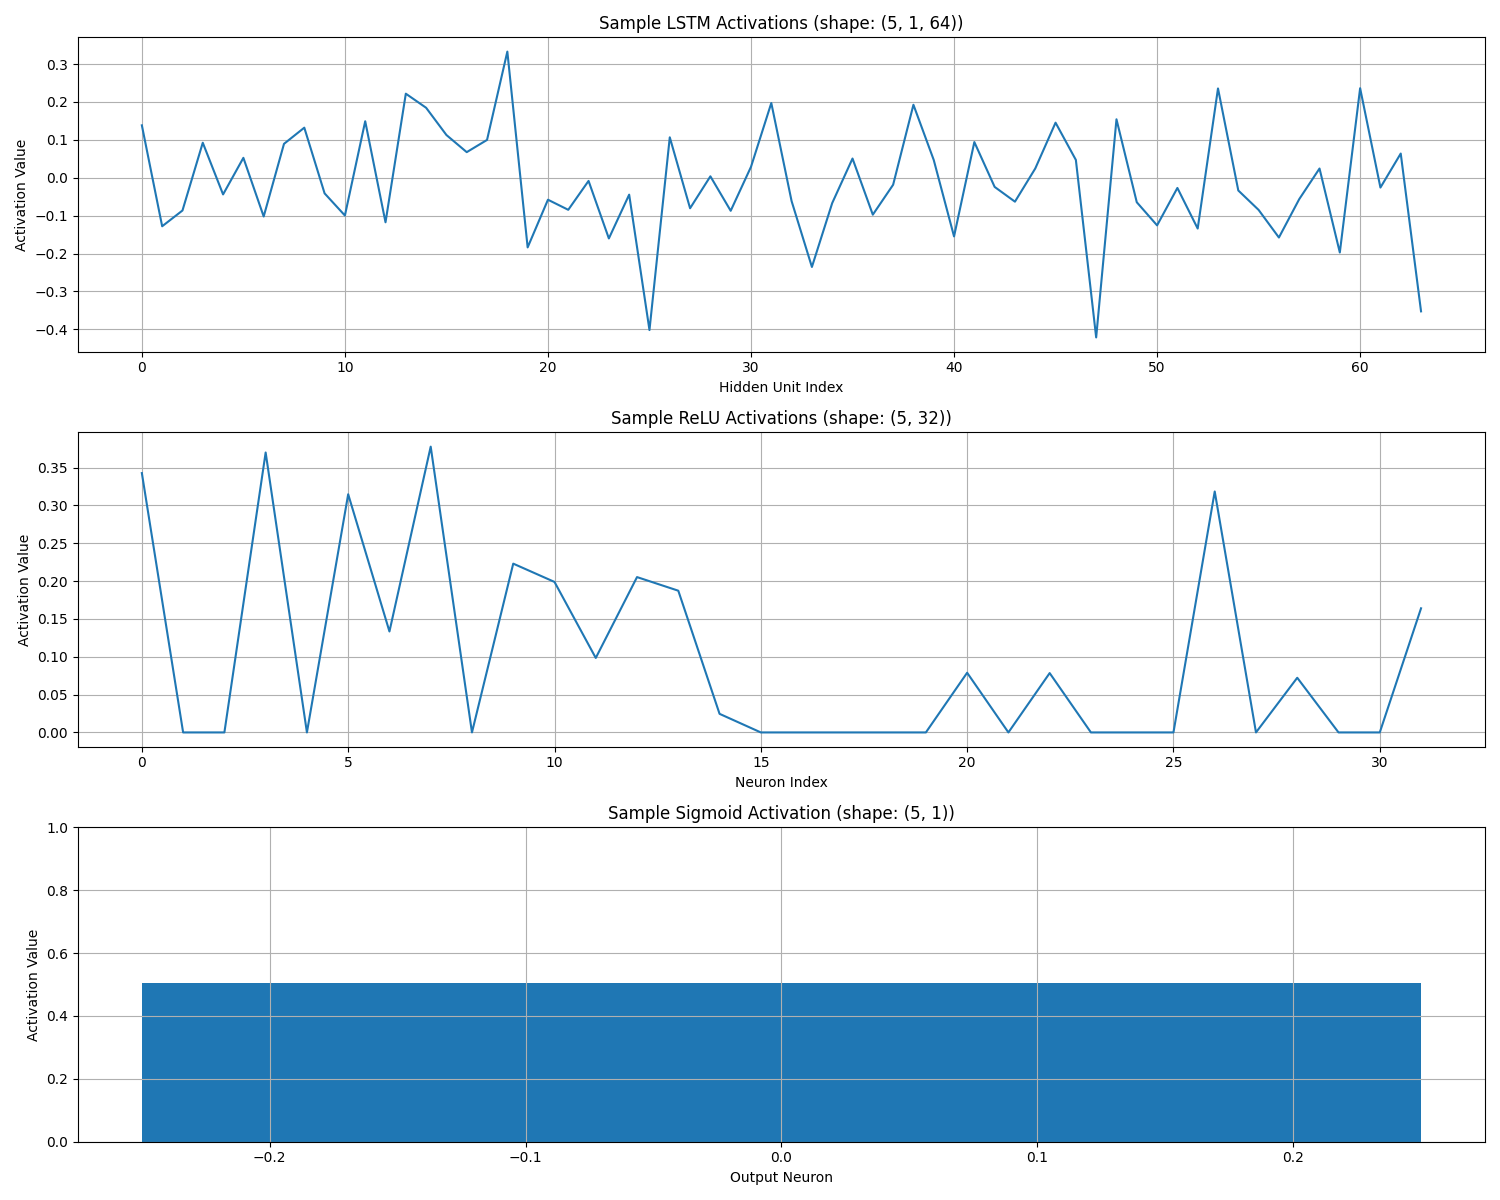 Sample LSTM Activations (shape: (5, 1, 64))
Activation Value
0.3
0.2
0.1
0.0
−0.1
−0.2
−0.3
−0.4
0 10 20 30 40 50 60
Hidden Unit Index
Sample ReLU Activations (shape: (5, 32))
Activation Value
0.35
0.30
0.25
0.20
0.15
0.10
0.05
0.00
0 5 10 15 20 25 30
Neuron Index
Sample Sigmoid Activation (shape: (5, 1))
Activation Value
1.0
0.8
0.6
0.4
0.2
0.0
−0.2 −0.1 0.0 0.1 0.2
Output Neuron